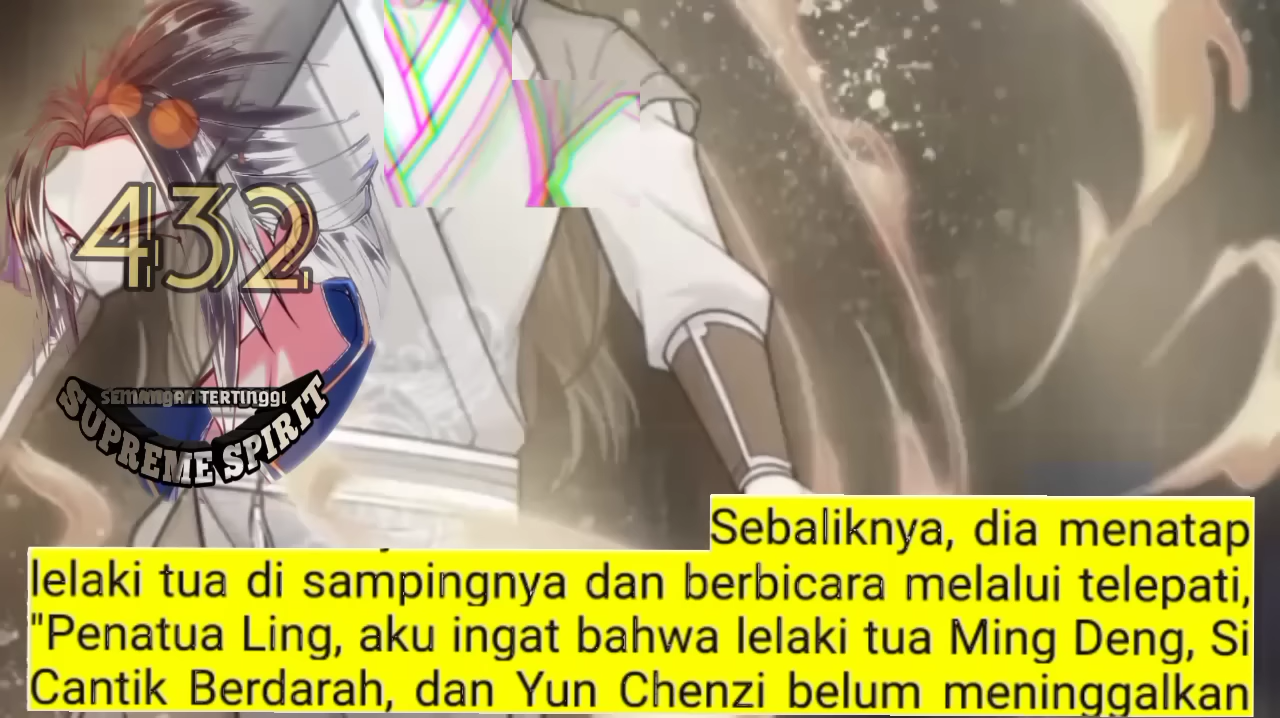 432
SEMANGAT TERTINGGI
SUPREME SPIRIT
Sebaliknya, dia menatap
lelaki tua di sampingnya dan berbicara melalui telepati,
"Penatua Ling, aku ingat bahwa lelaki tua Ming Deng, Si
Cantik Berdarah, dan Yun Chenzi belum meninggalkan